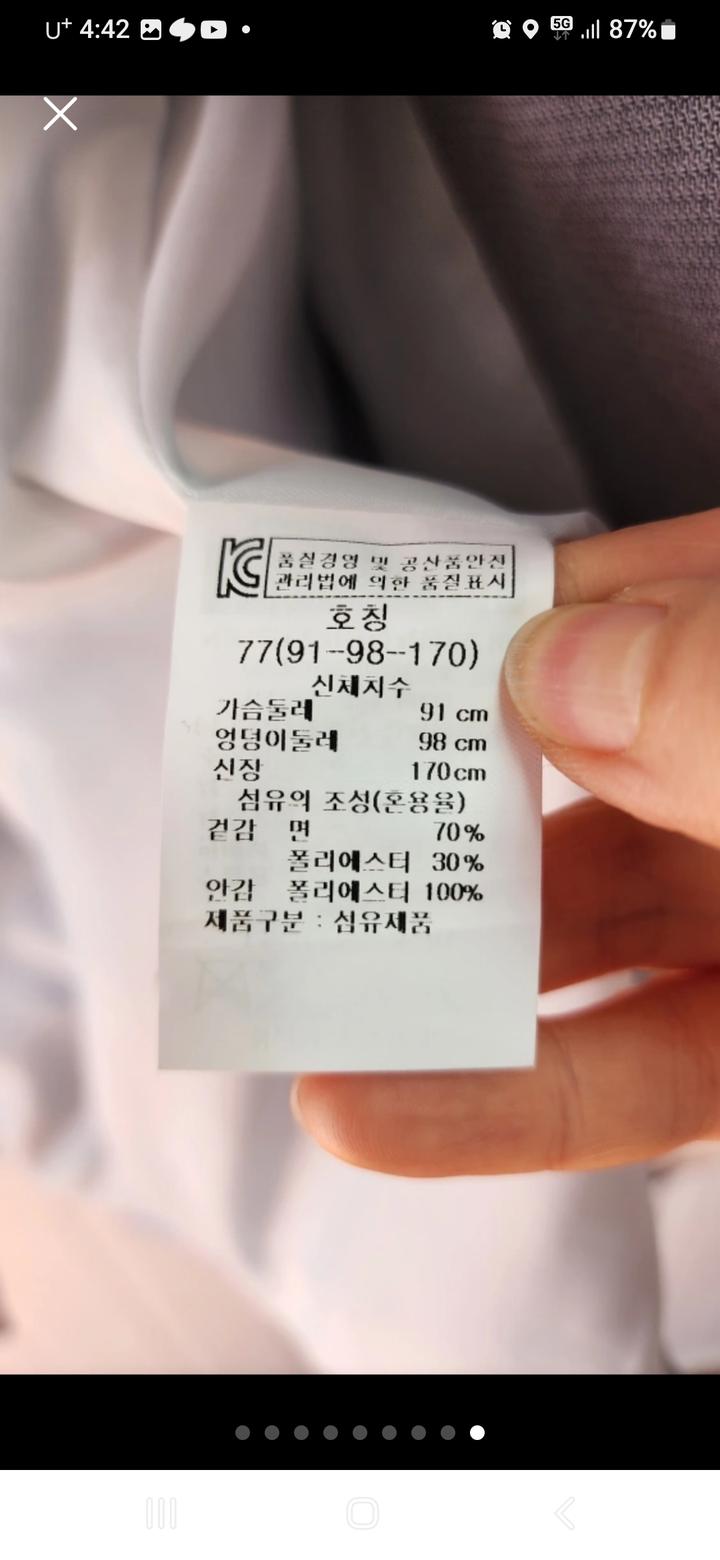 U+ 4:42 5G 87%
품질경영 및 공산품안전
관리법에 의한 품질표시
호칭
77(91--98--170)
신체치수
가슴둘레 91 cm
엉덩이둘레 98 cm
신장 170cm
섬유의 조성(혼용율)
겉감 면 70%
폴리에스터 30%
안감 폴리에스터 100%
제품구분 : 섬유제품